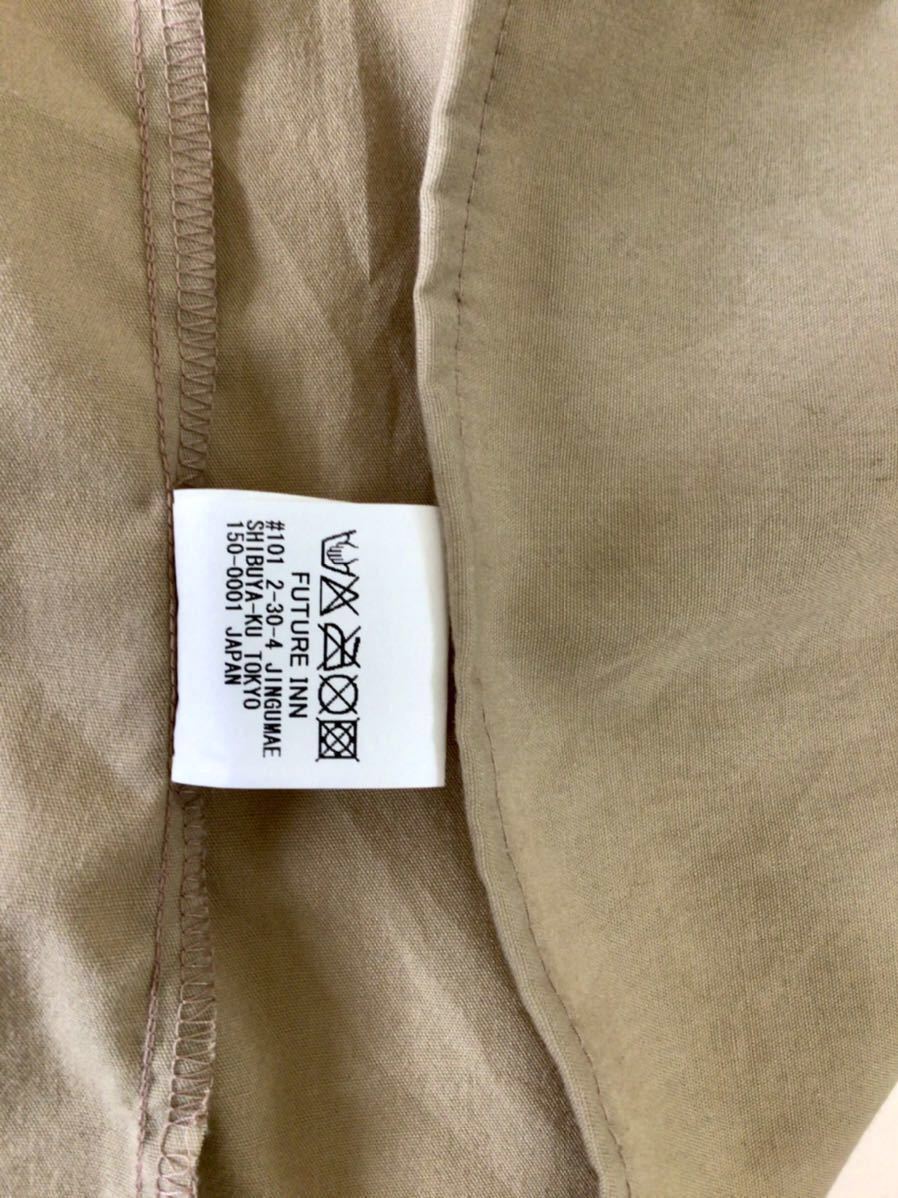 FUTURE INN
#101 2-30-4 JINGUMAE
SHIBUYA-KU TOKYO
150-0001 JAPAN